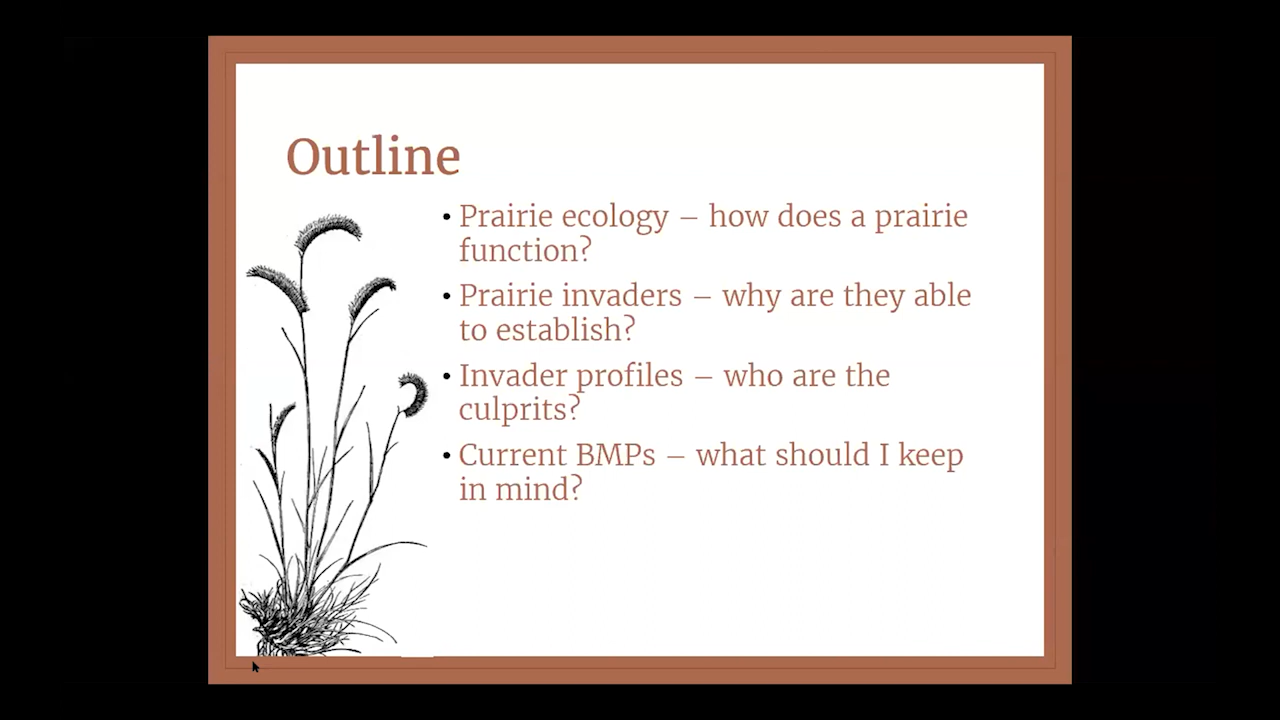 Outline
• Prairie ecology – how does a prairie
function?
• Prairie invaders – why are they able
to establish?
• Invader profiles – who are the
culprits?
• Current BMPs – what should I keep
in mind?